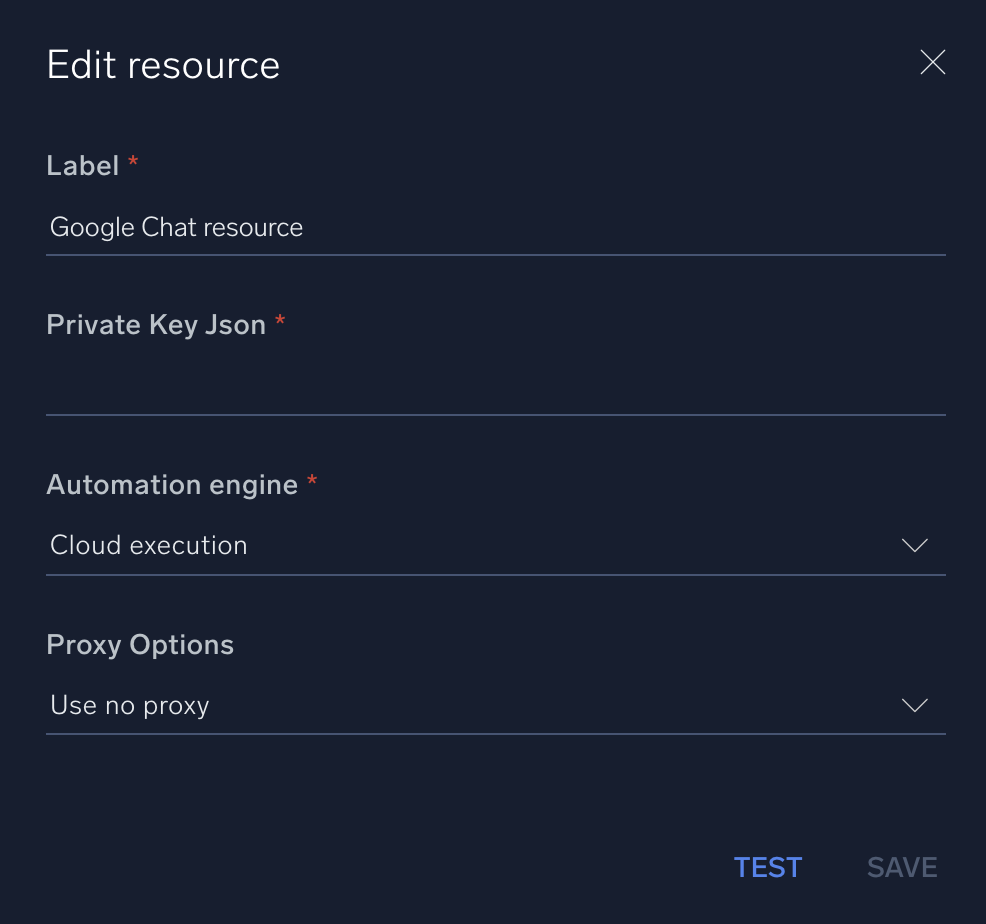 Edit resource
Label *
Google Chat resource
Private Key Json *
Automation engine *
Cloud execution
Proxy Options
Use no proxy
TEST SAVE